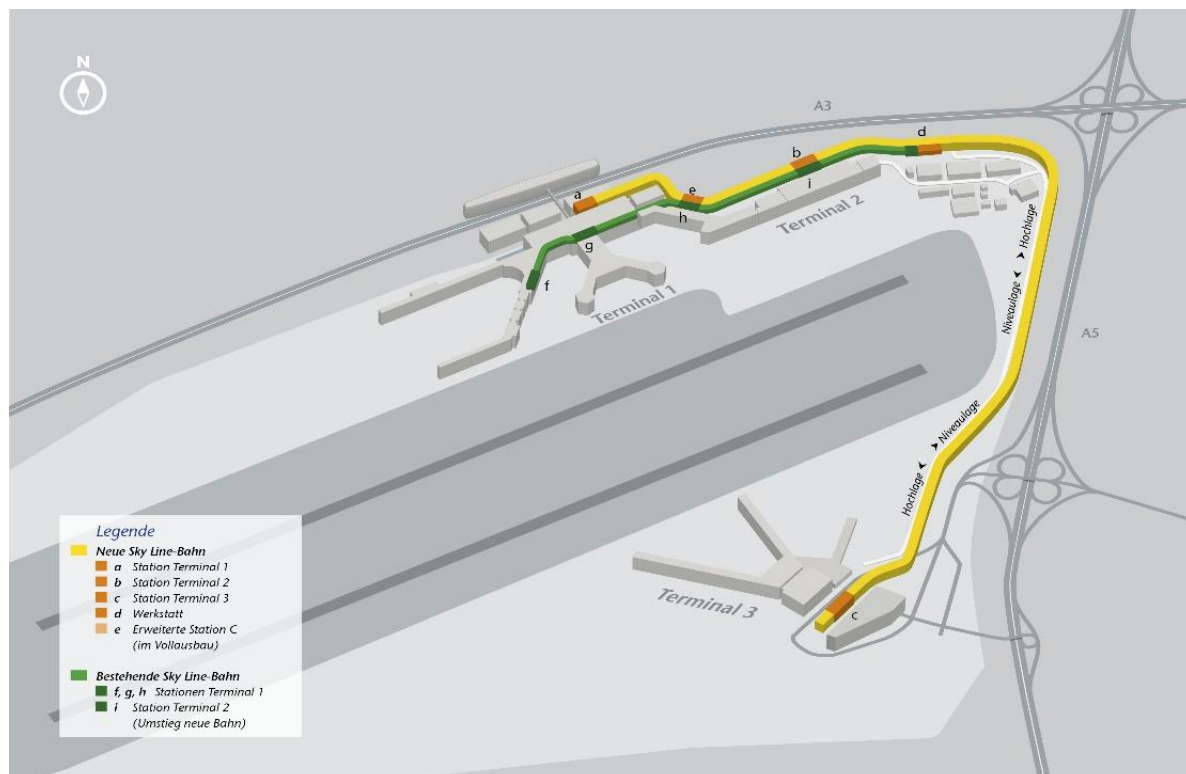 N
A3
d
b
a
e
i
h
Terminal 2
g
f
Terminal 1
Hochlage
Niveaulage
A5
Niveaulage
Hochlage
Terminal 3
c
Legende
Neue Sky Line-Bahn
a Station Terminal 1
b Station Terminal 2
c Station Terminal 3
d Werkstatt
e Erweiterte Station C
(im Vollausbau)
Bestehende Sky Line-Bahn
f, g, h Stationen Terminal 1
i Station Terminal 2
(Umstieg neue Bahn)